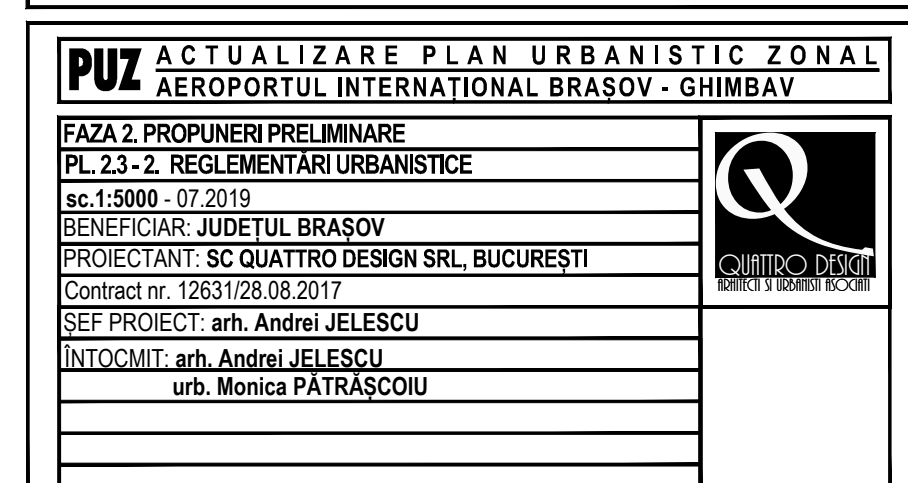 PUZ ACTUALIZARE PLAN URBANISTIC ZONAL
AEROPORTUL INTERNAȚIONAL BRAȘOV - GHIMBAV
FAZA 2. PROPUNERI PRELIMINARE
PL. 2.3 - 2. REGLEMENTĂRI URBANISTICE
sc.1:5000 - 07.2019
BENEFICIAR: JUDEȚUL BRAȘOV
PROIECTANT: SC QUATTRO DESIGN SRL, BUCUREȘTI
Contract nr. 12631/28.08.2017
ȘEF PROIECT: arh. Andrei JELESCU
ÎNTOCMIT: arh. Andrei JELESCU
urb. Monica PĂTRĂȘCOIU
Q
QUATTRO DESIGN
ARHITECTI SI URBANISTI ASOCIATI